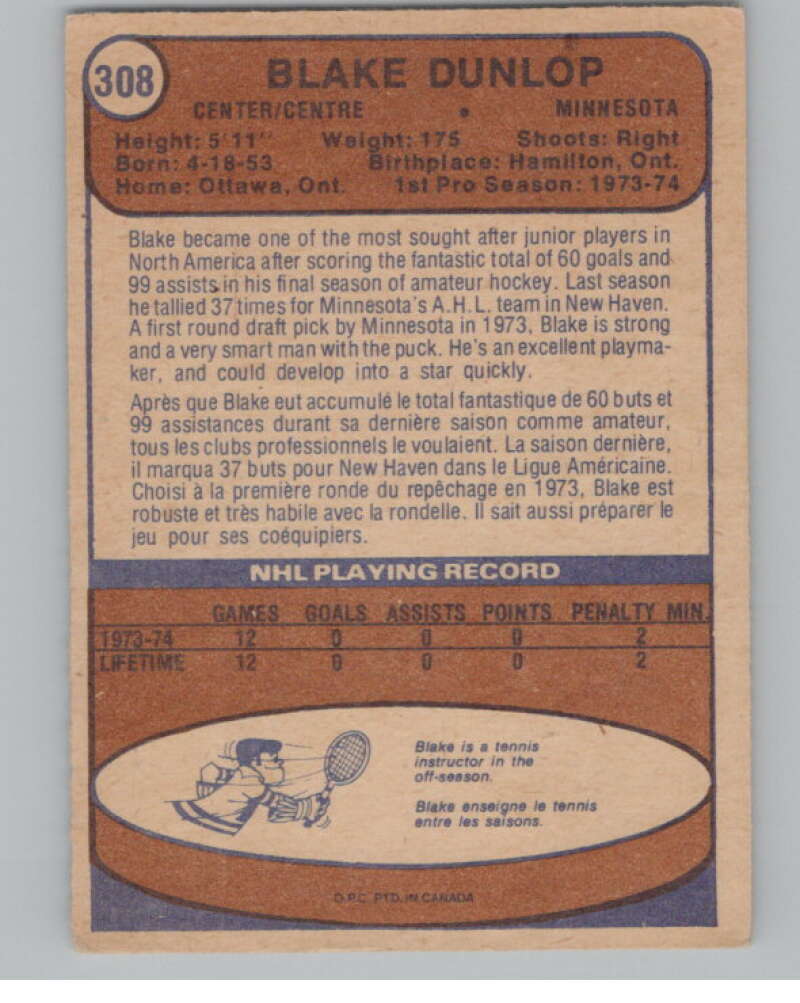 308
BLAKE DUNLOP
CENTER/CENTRE • MINNESOTA
Height: 5'11" Weight: 175 Shoots: Right
Born: 4-18-53 Birthplace: Hamilton, Ont.
Home: Ottawa, Ont. 1st Pro Season: 1973-74
Blake became one of the most sought after junior players in
North America after scoring the fantastic total of 60 goals and
99 assists in his final season of amateur hockey. Last season
he tallied 37 times for Minnesota's A.H.L. team in New Haven.
A first round draft pick by Minnesota in 1973, Blake is strong
and a very smart man with the puck. He's an excellent playma-
ker, and could develop into a star quickly.
Après que Blake eut accumulé le total fantastique de 60 buts et
99 assistances durant sa dernière saison comme amateur,
tous les clubs professionnels le voulaient. La saison dernière,
il marqua 37 buts pour New Haven dans le Ligue Américaine.
Choisi à la première ronde du repêchage en 1973, Blake est
robuste et très habile avec la rondelle. Il sait aussi préparer le
jeu pour ses coéquipiers.
NHL PLAYING RECORD
GAMES GOALS ASSISTS POINTS PENALTY MIN.
1973-74 12 0 0 0 2
LIFETIME 12 0 0 0 2
Blake is a tennis
instructor in the
off-season.
Blake enseigne le tennis
entre les saisons.
O.P.C. PTD. IN CANADA